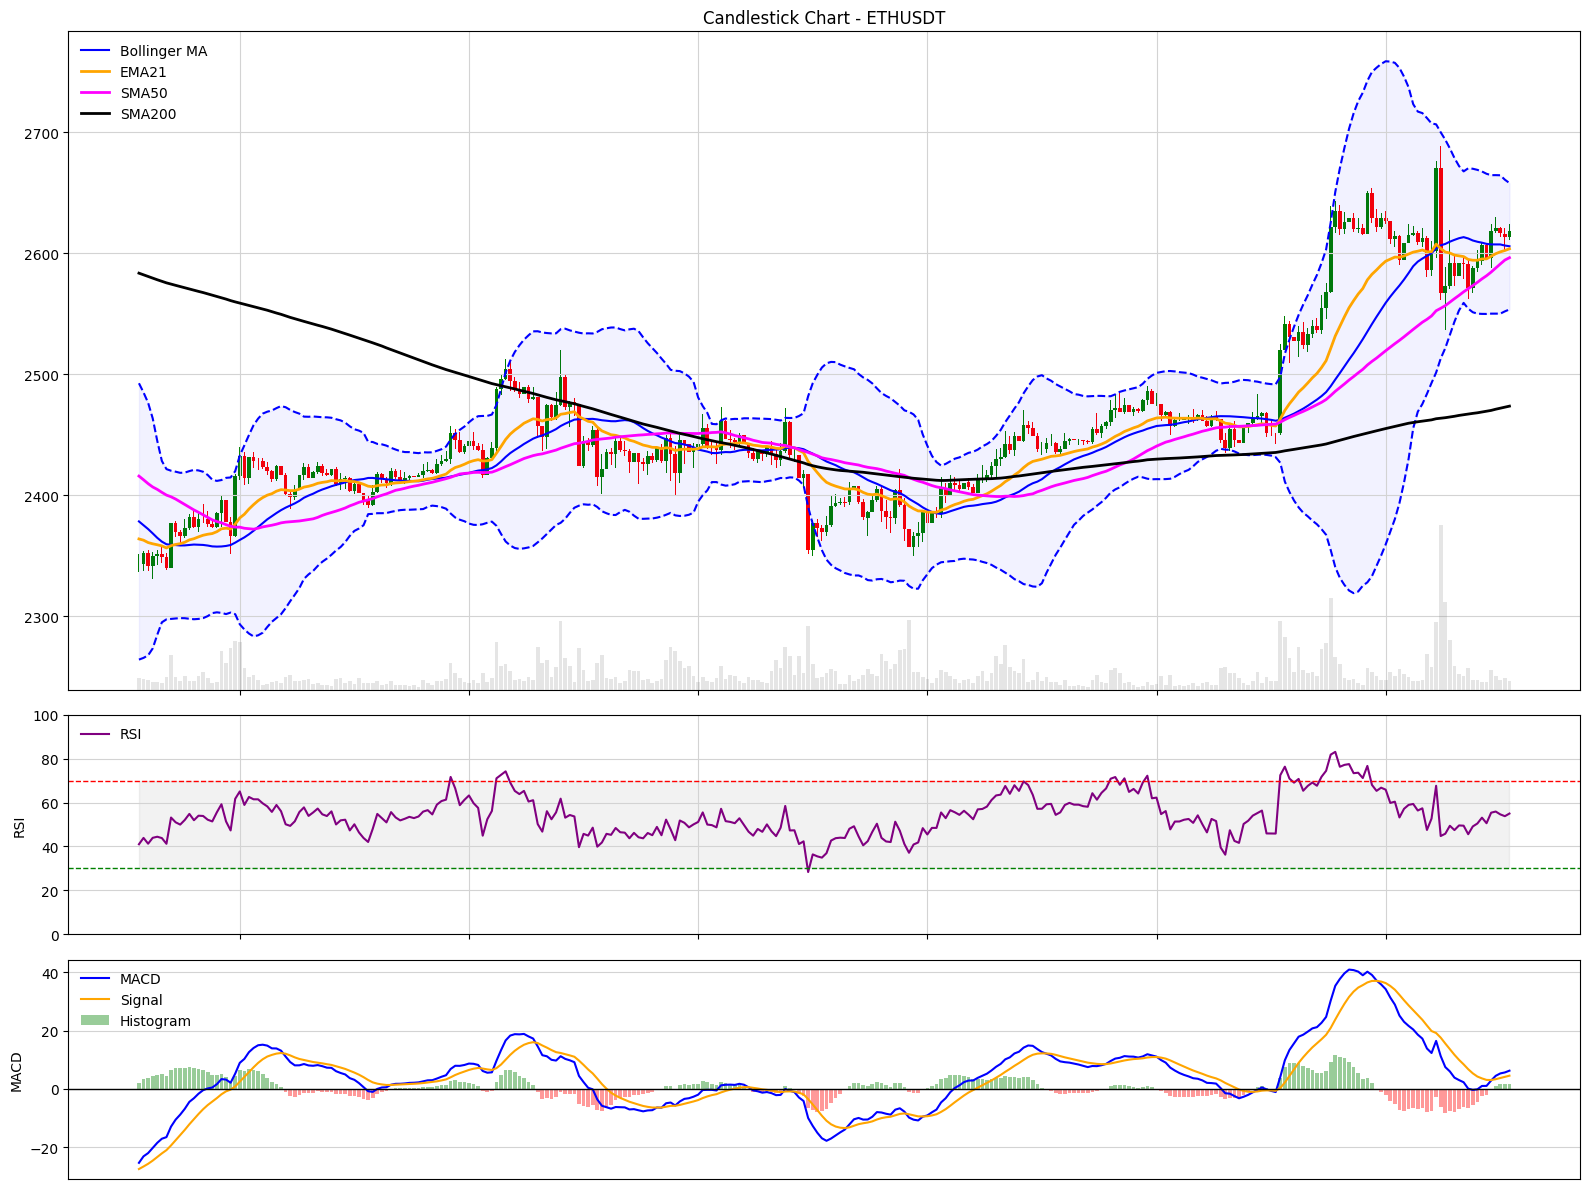 Candlestick Chart - ETHUSDT
Bollinger MA
EMA21
SMA50
SMA200
2700
2600
2500
2400
2300
RSI
100
80
60
40
20
0
RSI
MACD
Signal
Histogram
40
20
0
−20
MACD